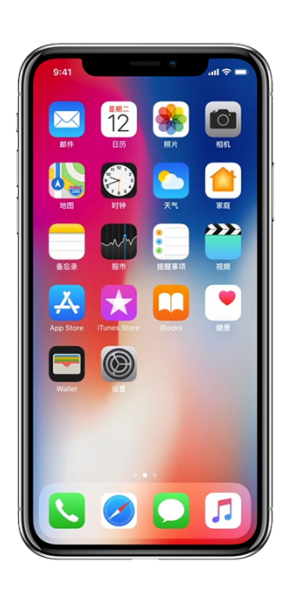 9:41
星期二
12
邮件 日历 照片 相机
280
地图 时钟 天气 家庭
备忘录 股市 提醒事项 视频
App Store iTunes Store iBooks 健康
Wallet 设置